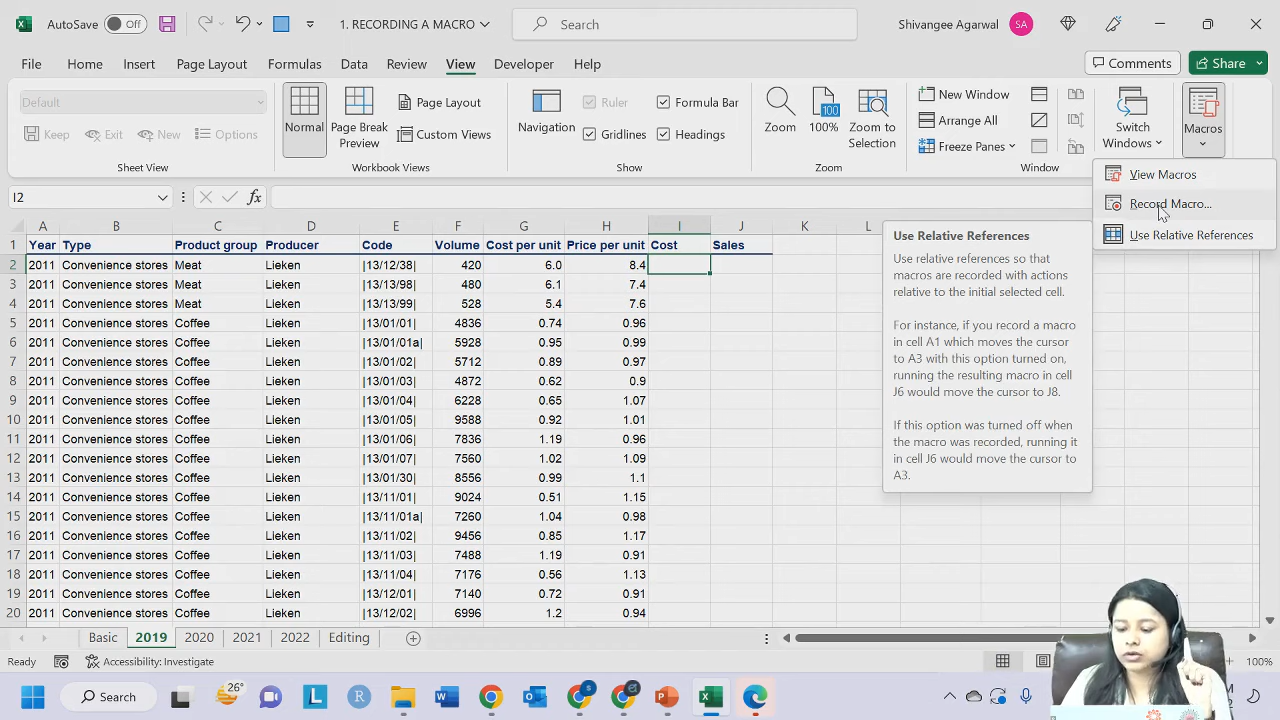 AutoSave Off 1. RECORDING A MACRO Search Shivangee Agarwal SA
File Home Insert Page Layout Formulas Data Review View Developer Help Comments Share
Default
Keep Exit New Options
Sheet View
Normal
Page Break Preview
Page Layout
Custom Views
Workbook Views
Navigation
Ruler Formula Bar
Gridlines Headings
Show
Zoom
100
100%
Zoom to Selection
Zoom
New Window
Arrange All
Freeze Panes
Window
Switch Windows
Macros
View Macros
Record Macro...
Use Relative References
I2 fx
A B C D E F G H I J K L
1 Year Type Product group Producer Code Volume Cost per unit Price per unit Cost Sales
2 2011 Convenience stores Meat Lieken |13/12/38| 420 6.0 8.4
3 2011 Convenience stores Meat Lieken |13/13/98| 480 6.1 7.4
4 2011 Convenience stores Meat Lieken |13/13/99| 528 5.4 7.6
5 2011 Convenience stores Coffee Lieken |13/01/01| 4836 0.74 0.96
6 2011 Convenience stores Coffee Lieken |13/01/01a| 5928 0.95 0.99
7 2011 Convenience stores Coffee Lieken |13/01/02| 5712 0.89 0.97
8 2011 Convenience stores Coffee Lieken |13/01/03| 4872 0.62 0.9
9 2011 Convenience stores Coffee Lieken |13/01/04| 6228 0.65 1.07
10 2011 Convenience stores Coffee Lieken |13/01/05| 9588 0.92 1.01
11 2011 Convenience stores Coffee Lieken |13/01/06| 7836 1.19 0.96
12 2011 Convenience stores Coffee Lieken |13/01/07| 7560 1.02 1.09
13 2011 Convenience stores Coffee Lieken |13/01/30| 8556 0.99 1.1
14 2011 Convenience stores Coffee Lieken |13/11/01| 9024 0.51 1.15
15 2011 Convenience stores Coffee Lieken |13/11/01a| 7260 1.04 0.98
16 2011 Convenience stores Coffee Lieken |13/11/02| 9456 0.85 1.17
17 2011 Convenience stores Coffee Lieken |13/11/03| 7488 1.19 0.91
18 2011 Convenience stores Coffee Lieken |13/11/04| 7176 0.56 1.13
19 2011 Convenience stores Coffee Lieken |13/12/01| 7140 0.72 0.91
20 2011 Convenience stores Coffee Lieken |13/12/02| 6996 1.2 0.94
Use Relative References
Use relative references so that
macros are recorded with actions
relative to the initial selected cell.
For instance, if you record a macro
in cell A1 which moves the cursor
to A3 with this option turned on,
running the resulting macro in cell
J6 would move the cursor to J8.
If this option was turned off when
the macro was recorded, running it
in cell J6 would move the cursor to
A3.
Basic 2019 2020 2021 2022 Editing
Ready Accessibility: Investigate 100%
26° Search